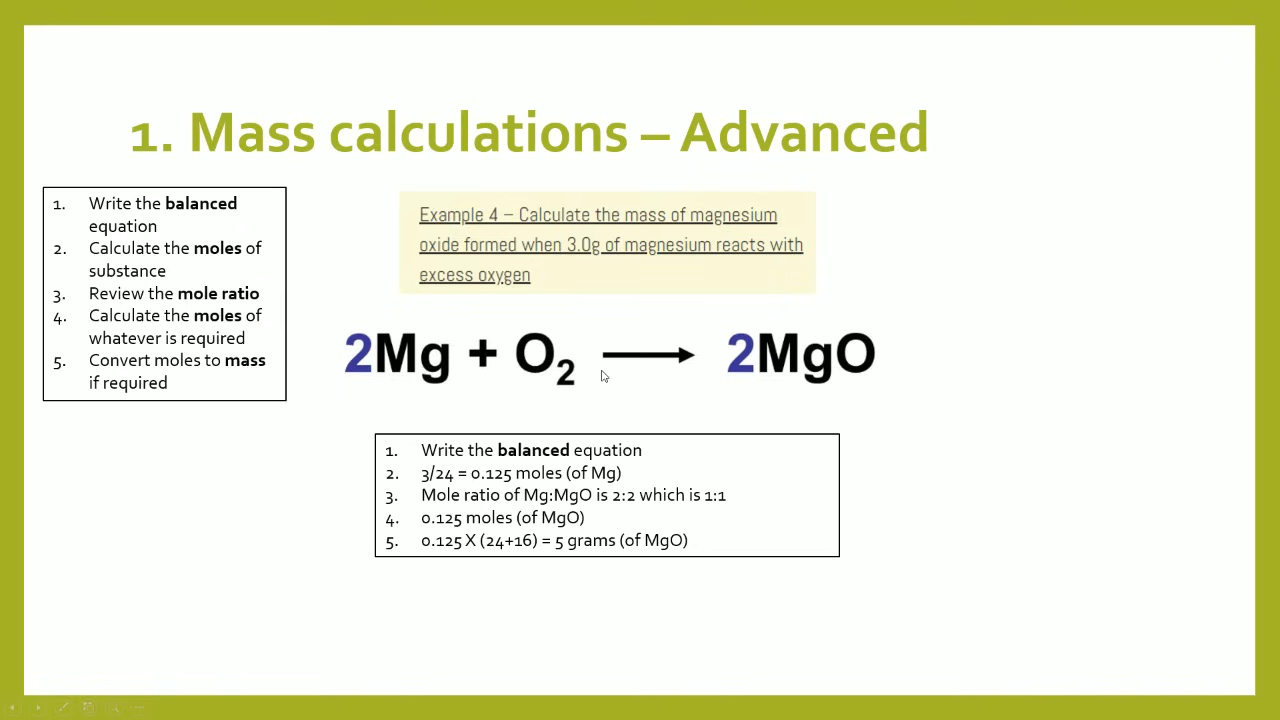 1. Mass calculations – Advanced
1. Write the balanced
equation
2. Calculate the moles of
substance
3. Review the mole ratio
4. Calculate the moles of
whatever is required
5. Convert moles to mass
if required
Example 4 – Calculate the mass of magnesium
oxide formed when 3.0g of magnesium reacts with
excess oxygen
2Mg + O₂ → 2MgO
1. Write the balanced equation
2. 3/24 = 0.125 moles (of Mg)
3. Mole ratio of Mg:MgO is 2:2 which is 1:1
4. 0.125 moles (of MgO)
5. 0.125 X (24+16) = 5 grams (of MgO)